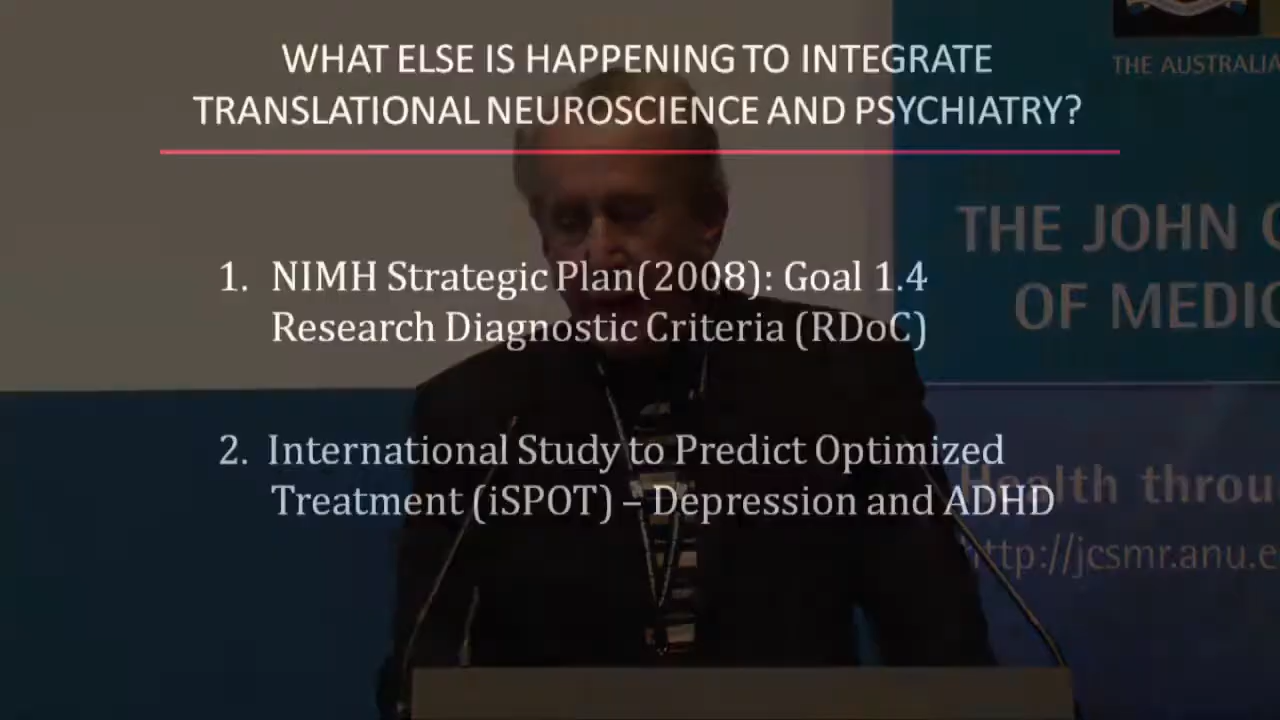 WHAT ELSE IS HAPPENING TO INTEGRATE
TRANSLATIONAL NEUROSCIENCE AND PSYCHIATRY?
1. NIMH Strategic Plan(2008): Goal 1.4
Research Diagnostic Criteria (RDoC)
2. International Study to Predict Optimized
Treatment (iSPOT) – Depression and ADHD
THE AUSTRALIA
THE JOHN C
OF MEDIC
Health throu
http://jcsmr.anu.e